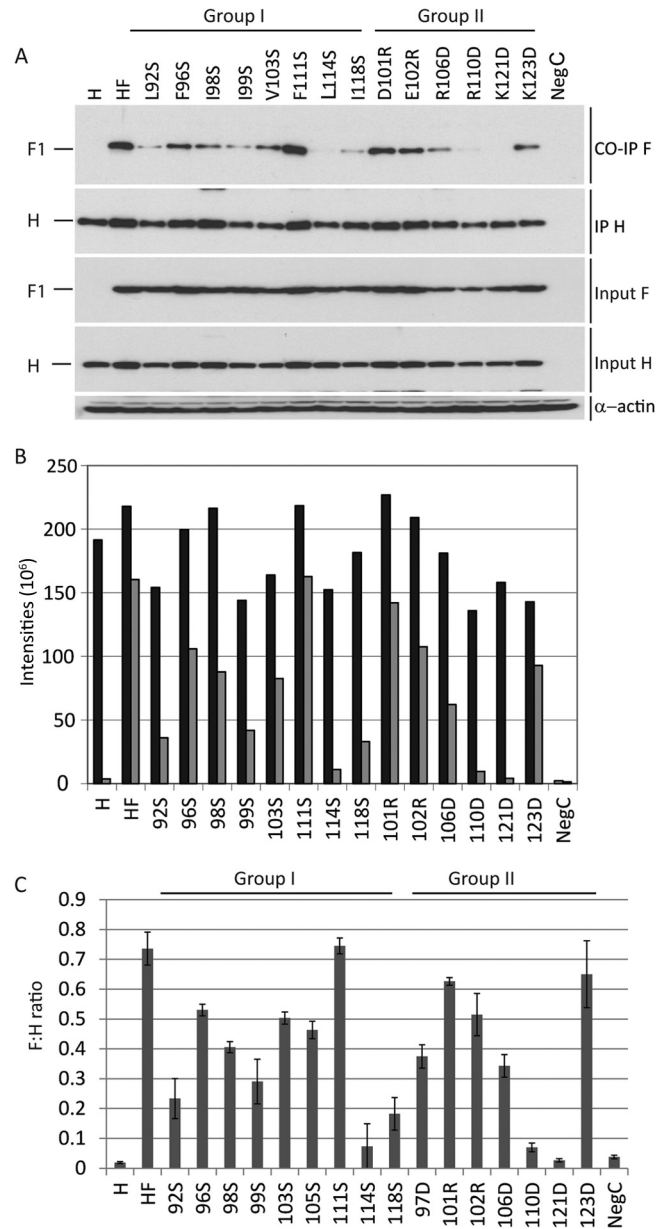 Group I Group II
A
H HF L92S F96S I98S I99S V103S F111S L114S I118S D101R E102R R106D R110D K121D K123D NegC
F1 CO-IP F
H IP H
F1 Input F
H Input H
α–actin
B
250
200
150
100
50
0
Intensities (10⁶)
H HF 92S 96S 98S 99S 103S 111S 114S 118S 101R 102R 106D 110D 121D 123D NegC
C
Group I Group II
0.9
0.8
0.7
0.6
0.5
0.4
0.3
0.2
0.1
0
F:H ratio
H HF 92S 96S 98S 99S 103S 105S 111S 114S 118S 97D 101R 102R 106D 110D 121D 123D NegC